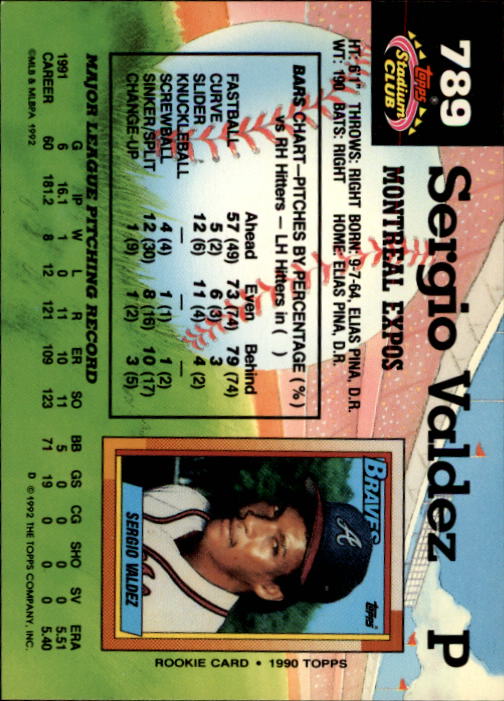 789
Topps
Stadium
CLUB
Sergio Valdez P
MONTREAL EXPOS
HT: 6'1" THROWS: RIGHT BORN: 9-7-64, ELIAS PINA, D.R.
WT: 190 BATS: RIGHT HOME: ELIAS PINA, D.R.
BARS CHART—PITCHES BY PERCENTAGE (%)
vs RH Hitters — LH Hitters in ( )
Ahead Even Behind
FASTBALL 57 (49) 73 (74) 79 (74)
CURVE 5 (2) 6 (3) 3
SLIDER 12 (6) 11 (4) 4 (2)
KNUCKLEBALL — — —
SCREWBALL 4 (4) 1 (1) 1 (2)
SINKER/SPLIT 12 (30) 8 (16) 10 (17)
CHANGE-UP 1 (9) 1 (2) 3 (5)
BRAVES
Topps
A
SERGIO VALDEZ
ROOKIE CARD • 1990 TOPPS
MAJOR LEAGUE PITCHING RECORD
G IP W L R ER SO BB GS CG SHO SV ERA
1991 6 16.1 1 0 11 10 11 5 0 0 0 0 5.51
CAREER 60 181.2 8 12 121 109 123 71 19 0 0 0 5.40
©MLB & MLBPA 1992
D ©1992 THE TOPPS COMPANY, INC.